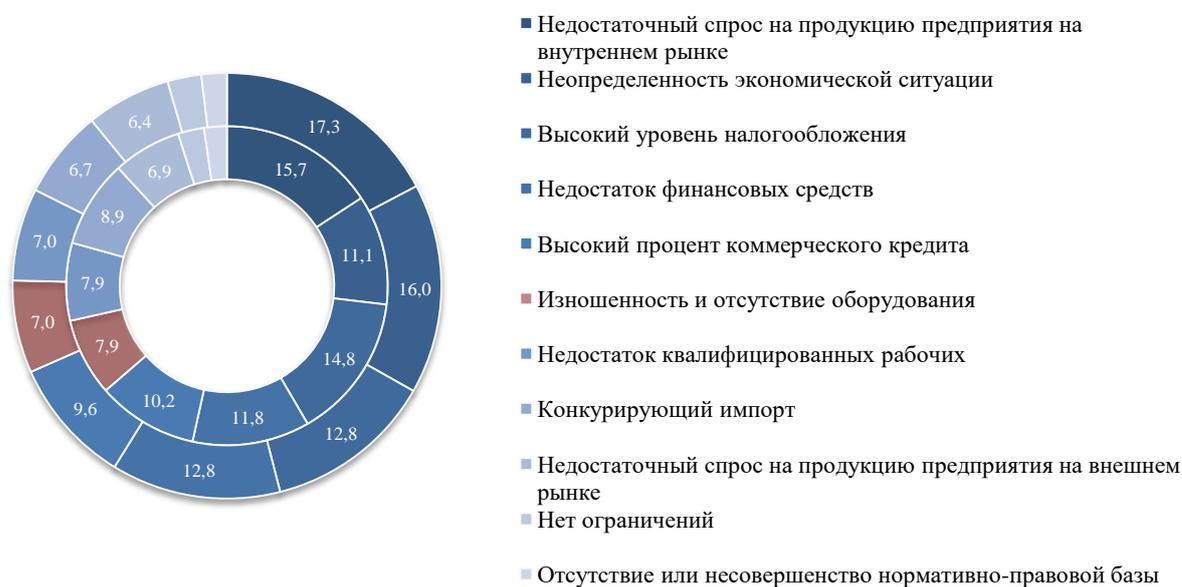 Недостаточный спрос на продукцию предприятия на
внутреннем рынке
Неопределенность экономической ситуации
Высокий уровень налогообложения
Недостаток финансовых средств
Высокий процент коммерческого кредита
Изношенность и отсутствие оборудования
Недостаток квалифицированных рабочих
Конкурирующий импорт
Недостаточный спрос на продукцию предприятия на внешнем
рынке
Нет ограничений
Отсутствие или несовершенство нормативно-правовой базы
17,3
16,0
12,8
12,8
9,6
7,0
7,0
6,7
6,4
15,7
11,1
14,8
11,8
10,2
7,9
7,9
8,9
6,9